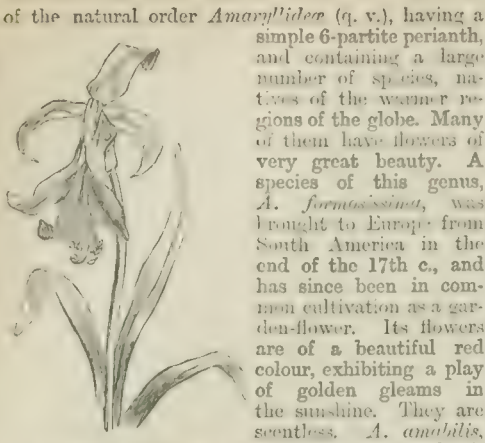 of the natural order Amaryllideæ (q. v.), having a
simple 6-partite perianth,
and containing a large
number of species, na-
tives of the warmer re-
gions of the globe. Many
of them have flowers of
very great beauty. A
species of this genus,
A. formosissima, was
brought to Europe from
South America in the
end of the 17th c., and
has since been in com-
mon cultivation as a gar-
den-flower. Its flowers
are of a beautiful red
colour, exhibiting a play
of golden gleams in
the sunshine. They are
scentless. A. amabilis,